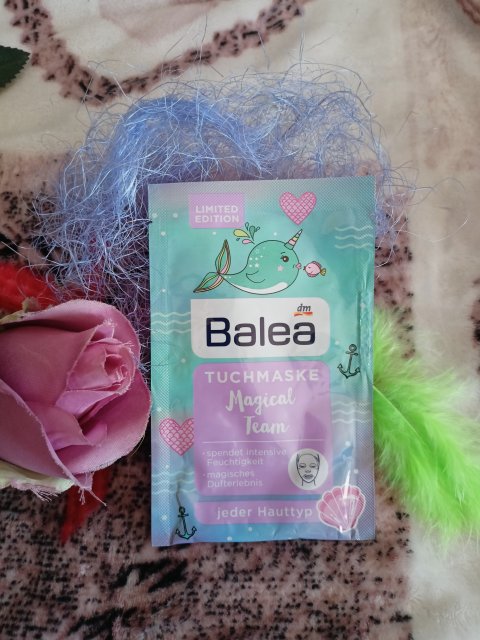 LIMITED
EDITION
dm
Balea
TUCHMASKE
Magical
Team
• spendet intensive
Feuchtigkeit
• magisches
Dufterlebnis
jeder Hauttyp